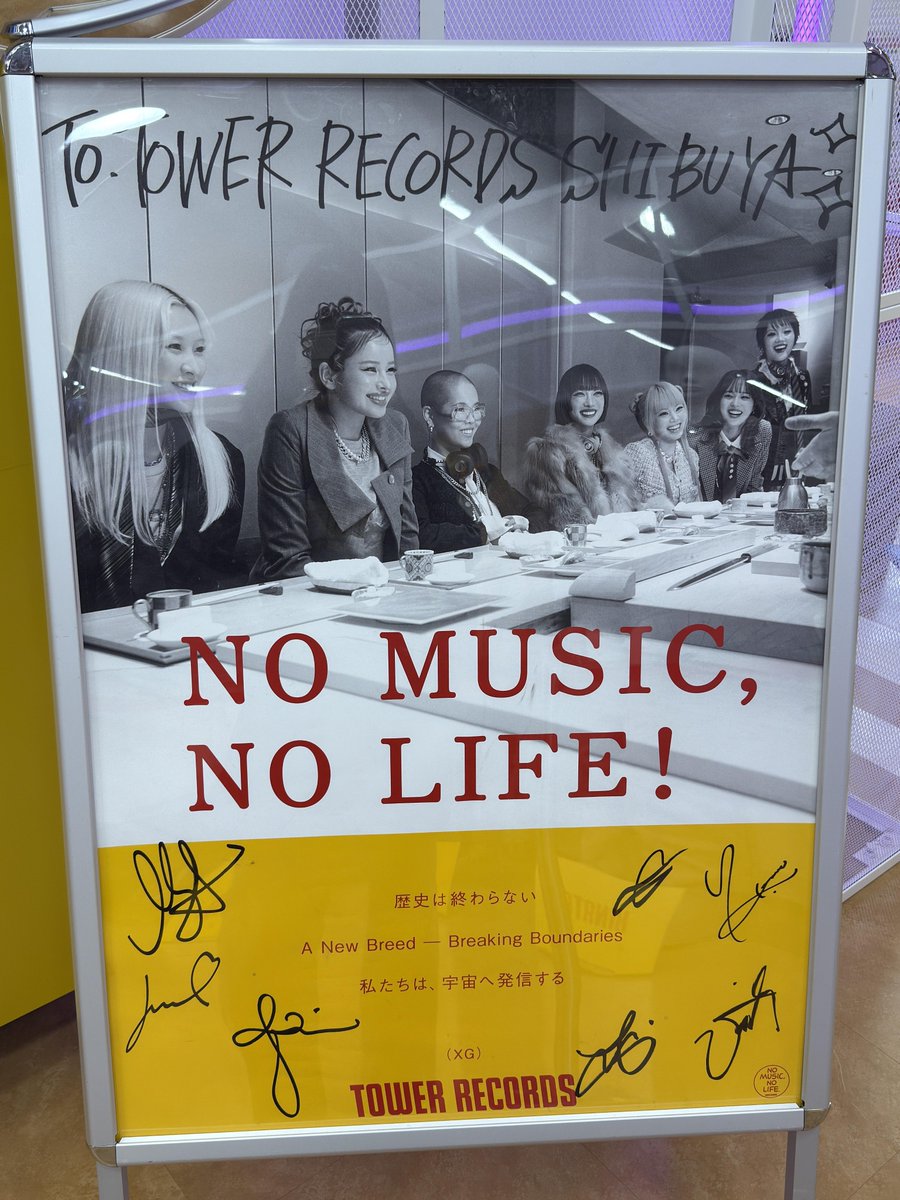 To. TOWER RECORDS SHIBUYA
NO MUSIC,
NO LIFE!
歴史は終わらない
A New Breed — Breaking Boundaries
私たちは、宇宙へ発信する
(XG)
TOWER RECORDS
NO
MUSIC,
NO
LIFE.